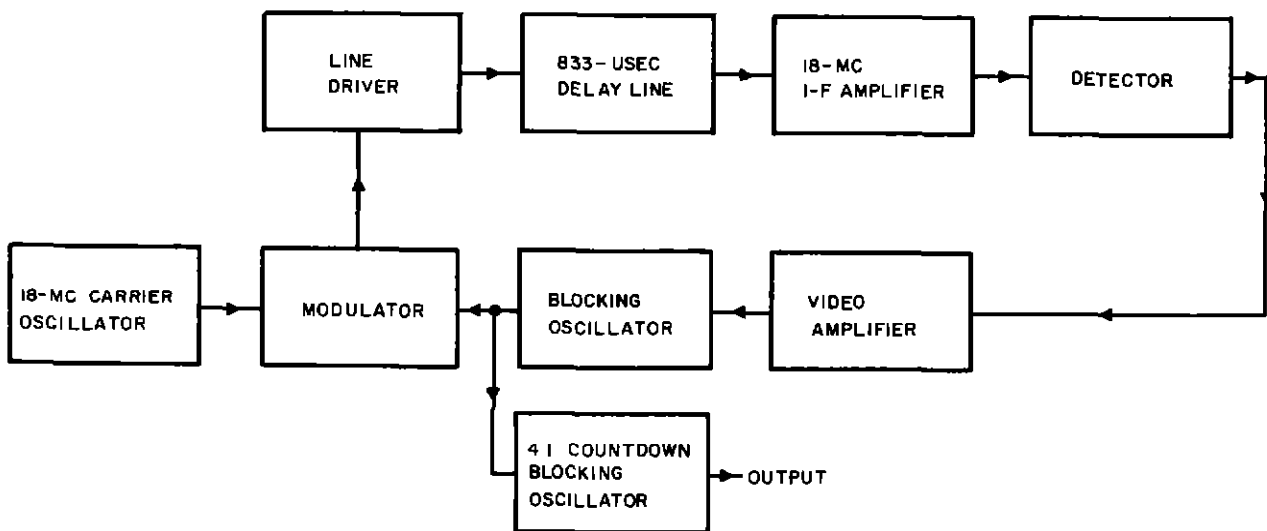 LINE
DRIVER
833-USEC
DELAY LINE
18-MC
I-F AMPLIFIER
DETECTOR
18-MC CARRIER
OSCILLATOR
MODULATOR
BLOCKING
OSCILLATOR
VIDEO
AMPLIFIER
4 1 COUNTDOWN
BLOCKING
OSCILLATOR
OUTPUT